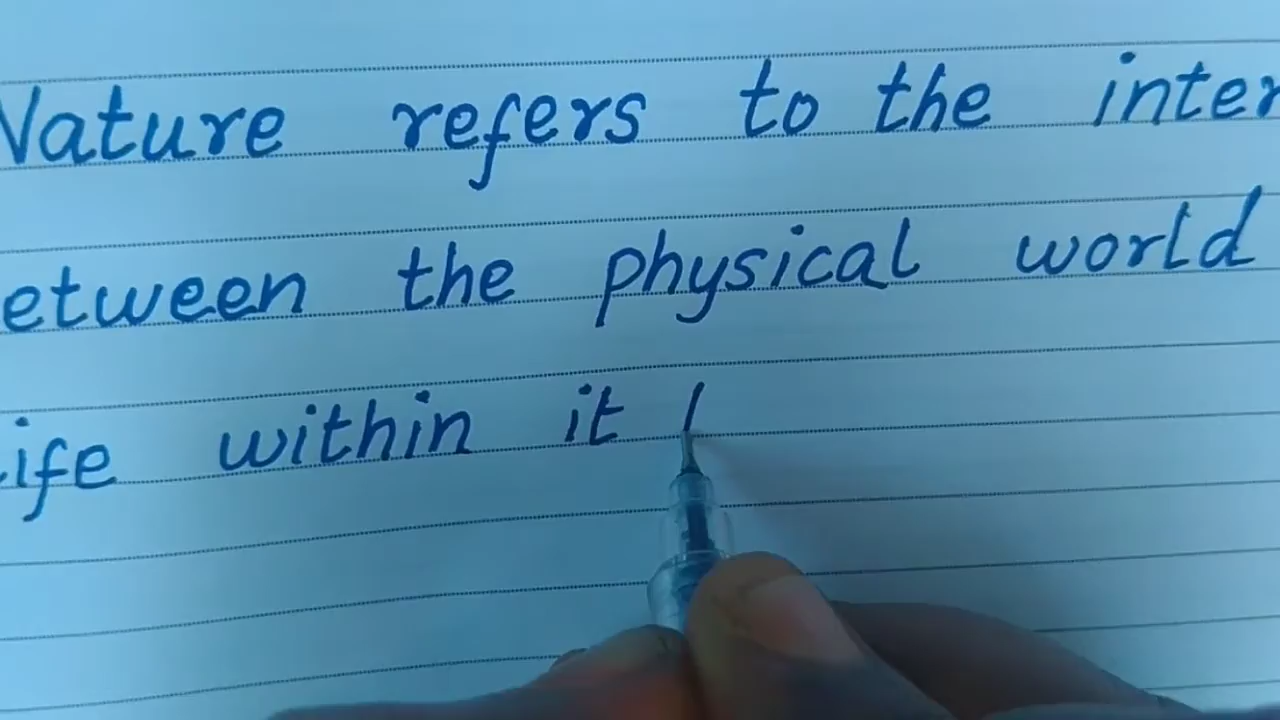 Nature refers to the inter
etween the physical world
ife within it